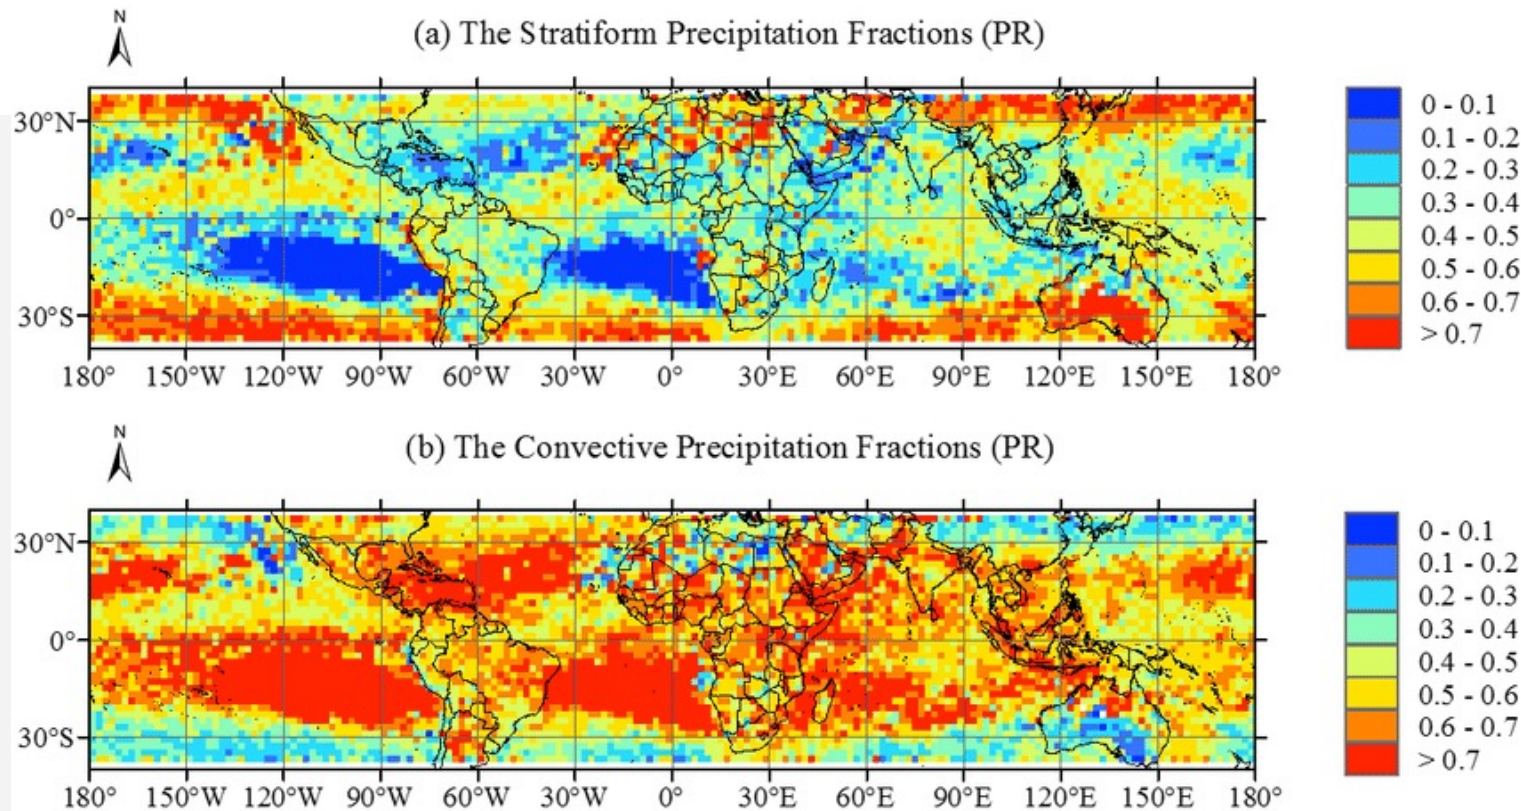 N
(a) The Stratiform Precipitation Fractions (PR)
30°N
0°
30°S
180° 150°W 120°W 90°W 60°W 30°W 0° 30°E 60°E 90°E 120°E 150°E 180°
0 - 0.1
0.1 - 0.2
0.2 - 0.3
0.3 - 0.4
0.4 - 0.5
0.5 - 0.6
0.6 - 0.7
> 0.7
N
(b) The Convective Precipitation Fractions (PR)
30°N
0°
30°S
180° 150°W 120°W 90°W 60°W 30°W 0° 30°E 60°E 90°E 120°E 150°E 180°
0 - 0.1
0.1 - 0.2
0.2 - 0.3
0.3 - 0.4
0.4 - 0.5
0.5 - 0.6
0.6 - 0.7
> 0.7